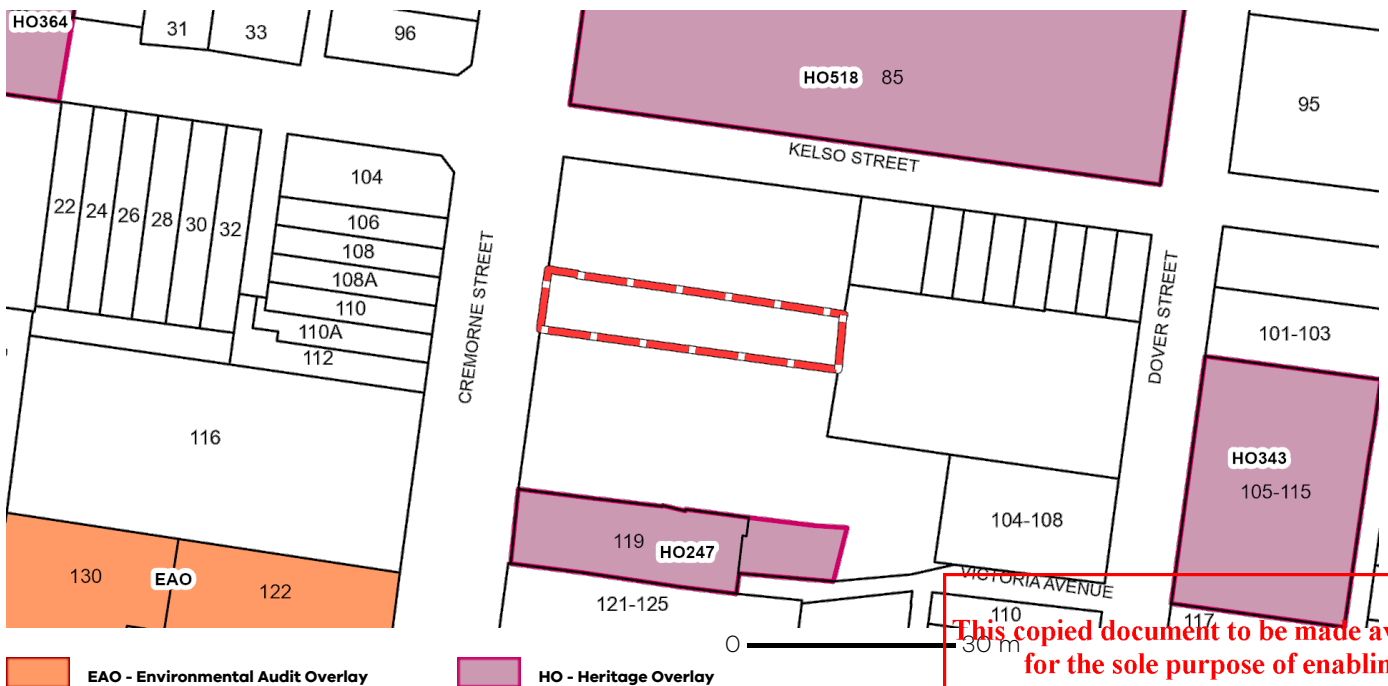 HO364
31
33
96
HO518 85
95
KELSO STREET
104
22
24
26
28
30
32
106
108
108A
110
110A
112
CREMORNE STREET
DOVER STREET
101-103
116
HO343
105-115
104-108
119
HO247
130
EAO
122
121-125
VICTORIA AVENUE
110
117
0 30 m
This copied document to be made av
for the sole purpose of enablin
EAO - Environmental Audit Overlay
HO - Heritage Overlay